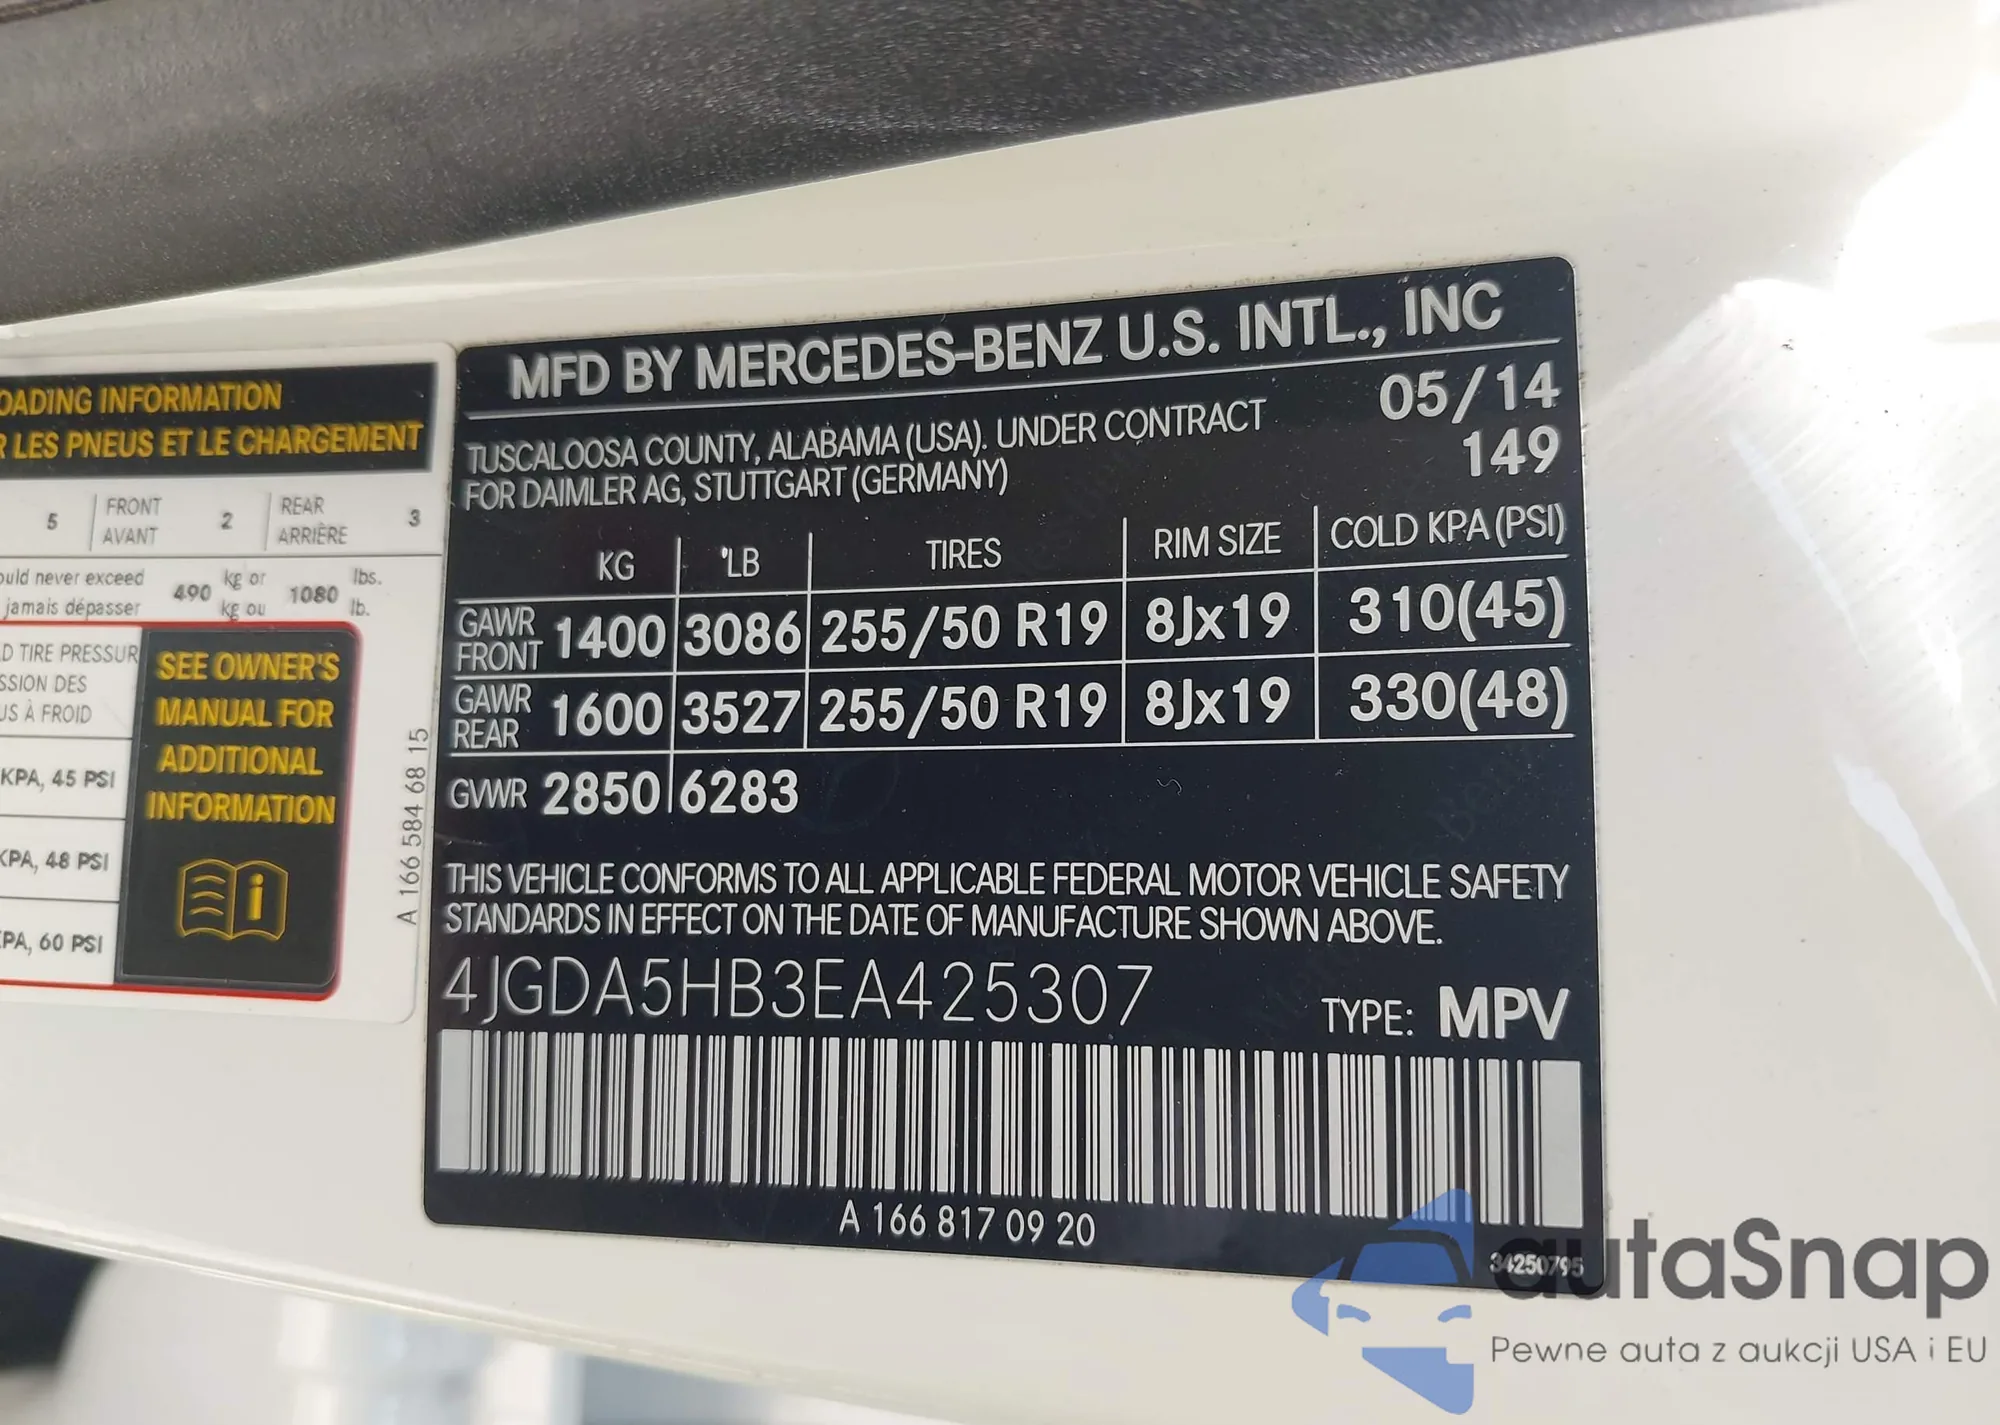 OADING INFORMATION
R LES PNEUS ET LE CHARGEMENT
5 FRONT AVANT 2 REAR ARRIÈRE 3
ould never exceed 490 kg or 1080 lbs.
jamais dépasser kg ou lb.
D TIRE PRESSUR
SSION DES
US À FROID
KPA, 45 PSI
KPA, 48 PSI
PA, 60 PSI
SEE OWNER'S
MANUAL FOR
ADDITIONAL
INFORMATION
i
A 166 584 68 15
MFD BY MERCEDES-BENZ U.S. INTL., INC
05/14
TUSCALOOSA COUNTY, ALABAMA (USA). UNDER CONTRACT
149
FOR DAIMLER AG, STUTTGART (GERMANY)
KG LB TIRES RIM SIZE COLD KPA (PSI)
GAWR FRONT 1400 3086 255/50 R19 8Jx19 310(45)
GAWR REAR 1600 3527 255/50 R19 8Jx19 330(48)
GVWR 2850 6283
THIS VEHICLE CONFORMS TO ALL APPLICABLE FEDERAL MOTOR VEHICLE SAFETY
STANDARDS IN EFFECT ON THE DATE OF MANUFACTURE SHOWN ABOVE.
4JGDA5HB3EA425307
TYPE: MPV
A 166 817 09 20
34250795
autaSnap
Pewne auta z aukcji USA i EU